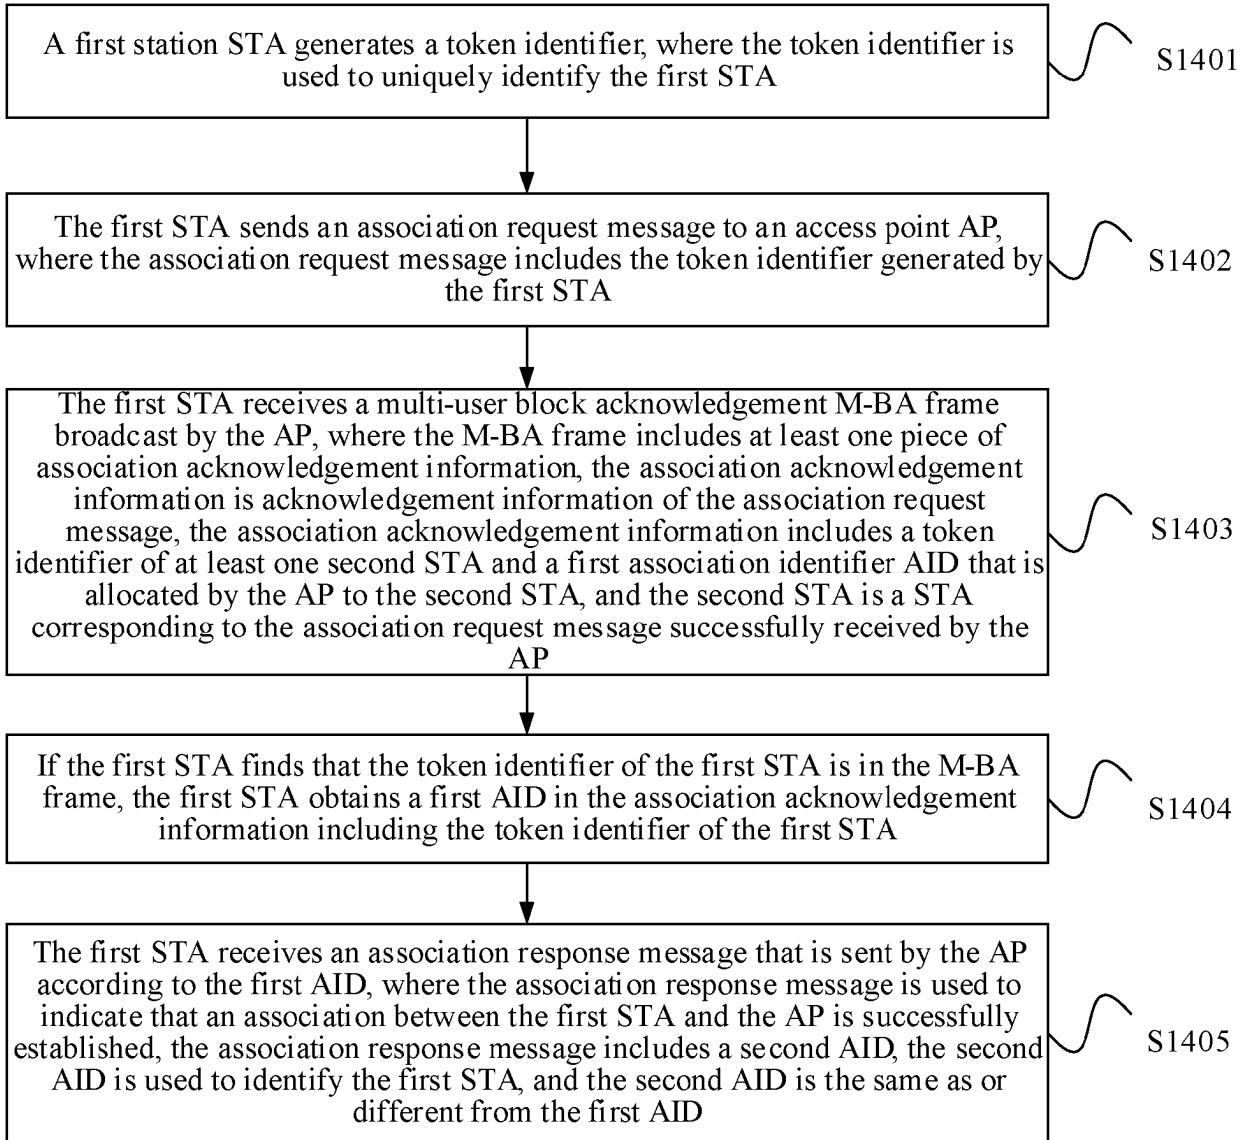 A first station STA generates a token identifier, where the token identifier is
used to uniquely identify the first STA
S1401
The first STA sends an association request message to an access point AP,
where the association request message includes the token identifier generated by
the first STA
S1402
The first STA receives a multi-user block acknowledgement M-BA frame
broadcast by the AP, where the M-BA frame includes at least one piece of
association acknowledgement information, the association acknowledgement
information is acknowledgement information of the association request
message, the association acknowledgement information includes a token
identifier of at least one second STA and a first association identifier AID that is
allocated by the AP to the second STA, and the second STA is a STA
corresponding to the association request message successfully received by the
AP
S1403
If the first STA finds that the token identifier of the first STA is in the M-BA
frame, the first STA obtains a first AID in the association acknowledgement
information including the token identifier of the first STA
S1404
The first STA receives an association response message that is sent by the AP
according to the first AID, where the association response message is used to
indicate that an association between the first STA and the AP is successfully
established, the association response message includes a second AID, the second
AID is used to identify the first STA, and the second AID is the same as or
different from the first AID
S1405